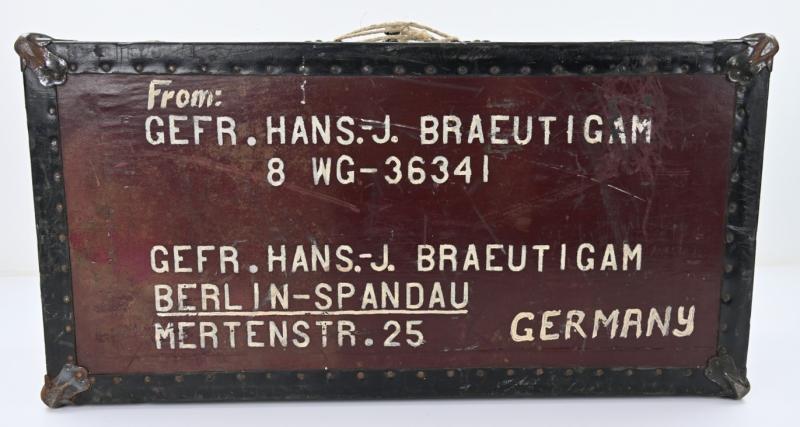 From:
GEFR. HANS.-J. BRAEUTIGAM
8 WG-36341
GEFR. HANS.-J. BRAEUTIGAM
BERLIN-SPANDAU
MERTENSTR. 25 GERMANY